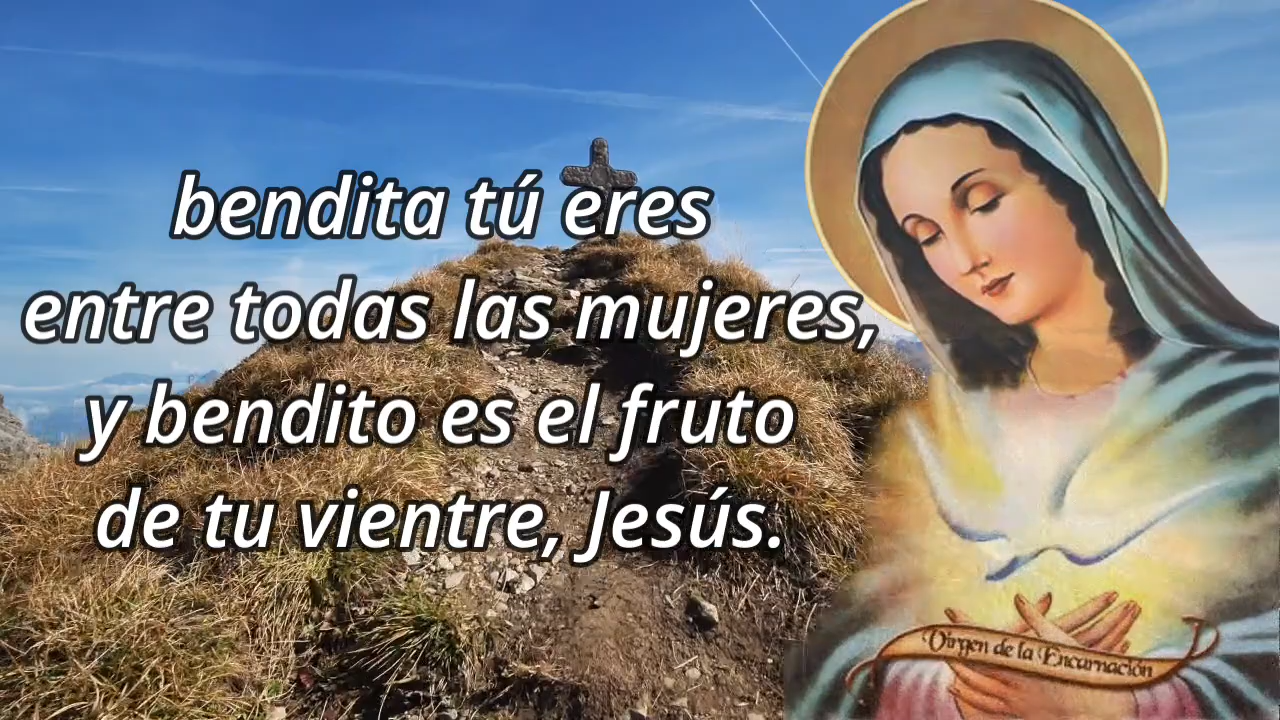 bendita tú eres
entre todas las mujeres,
y bendito es el fruto
de tu vientre, Jesús.
Virgen de la Encarnación